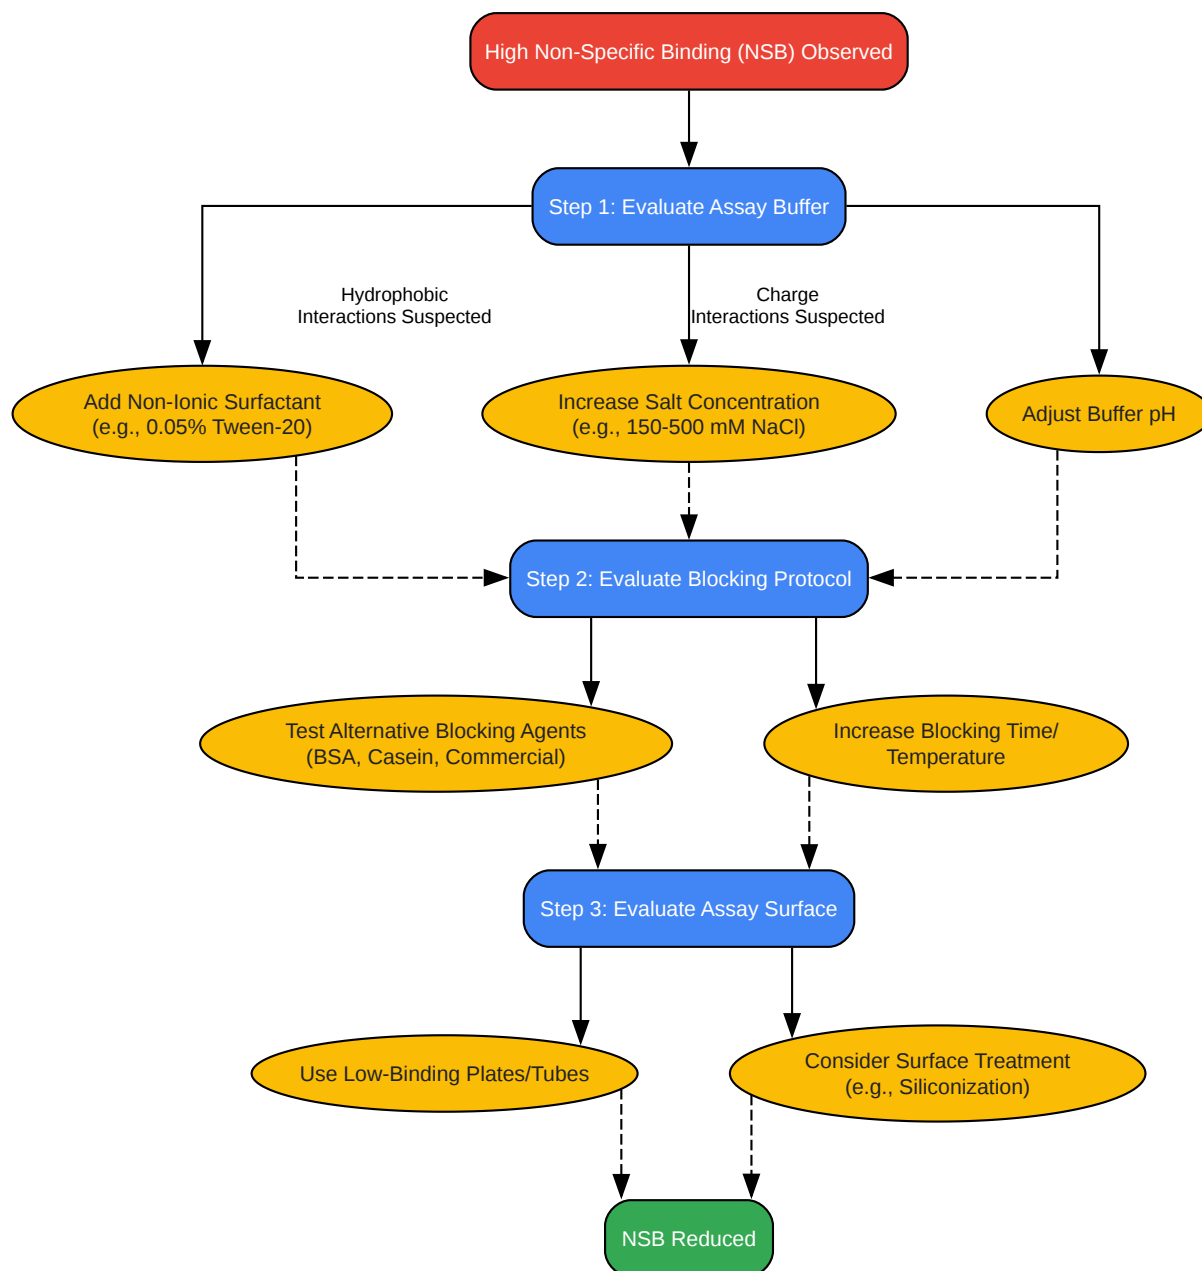 High Non-Specific Binding (NSB) Observed
Step 1: Evaluate Assay Buffer
Hydrophobic
Interactions Suspected
Charge
Interactions Suspected
Add Non-Ionic Surfactant
(e.g., 0.05% Tween-20)
Increase Salt Concentration
(e.g., 150-500 mM NaCl)
Adjust Buffer pH
Step 2: Evaluate Blocking Protocol
Test Alternative Blocking Agents
(BSA, Casein, Commercial)
Increase Blocking Time/
Temperature
Step 3: Evaluate Assay Surface
Use Low-Binding Plates/Tubes
Consider Surface Treatment
(e.g., Siliconization)
NSB Reduced